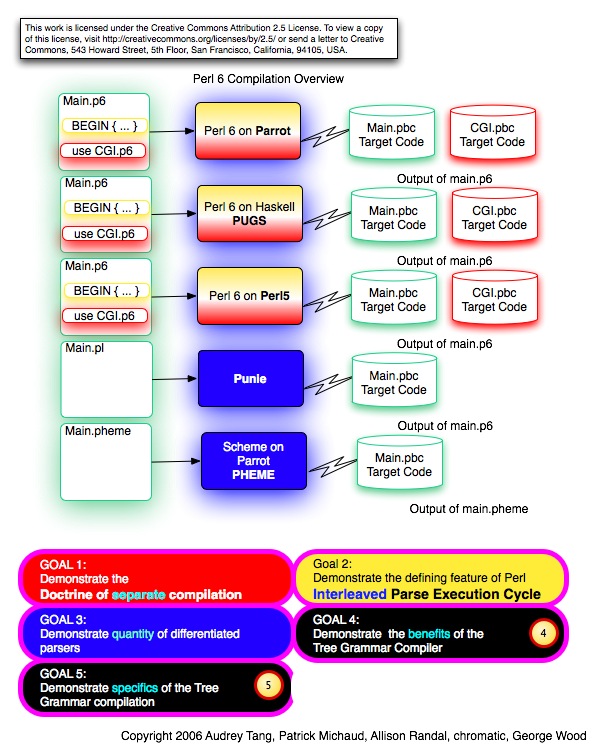 This work is licensed under the Creative Commons Attribution 2.5 License. To view a copy
of this license, visit http://creativecommons.org/licenses/by/2.5/ or send a letter to Creative
Commons, 543 Howard Street, 5th Floor, San Francisco, California, 94105, USA.
Perl 6 Compilation Overview
Main.p6
BEGIN { ... }
use CGI.p6
Perl 6 on Parrot
Main.pbc
Target Code
CGI.pbc
Target Code
Output of main.p6
Main.p6
BEGIN { ... }
use CGI.p6
Perl 6 on Haskell
PUGS
Main.pbc
Target Code
CGI.pbc
Target Code
Output of main.p6
Main.p6
BEGIN { ... }
use CGI.p6
Perl 6 on Perl5
Main.pbc
Target Code
CGI.pbc
Target Code
Output of main.p6
Main.pl
Punie
Main.pbc
Target Code
Output of main.p6
Main.pheme
Scheme on
Parrot
PHEME
Main.pbc
Target Code
Output of main.pheme
GOAL 1:
Demonstrate the
Doctrine of separate compilation
Goal 2:
Demonstrate the defining feature of Perl
Interleaved Parse Execution Cycle
GOAL 3:
Demonstrate quantity of differentiated
parsers
GOAL 4:
Demonstrate the benefits of the
Tree Grammar Compiler
4
GOAL 5:
Demonstrate specifics of the Tree
Grammar compilation
5
Copyright 2006 Audrey Tang, Patrick Michaud, Allison Randal, chromatic, George Wood